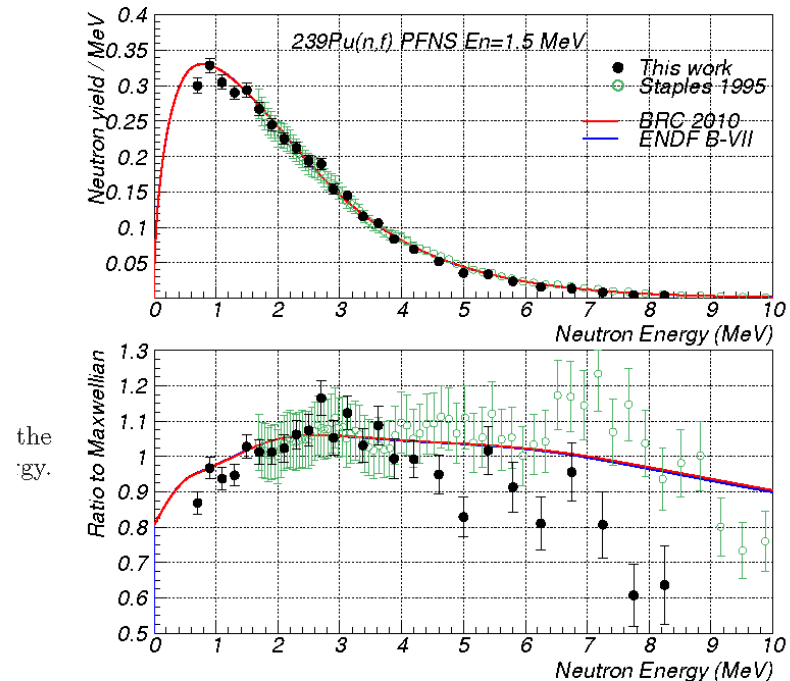 239Pu(n,f) PFNS En=1.5 MeV
This work
Staples 1995
BRC 2010
ENDF B-VII
Neutron yield / MeV
0.4
0.35
0.3
0.25
0.2
0.15
0.1
0.05
0 1 2 3 4 5 6 7 8 9 10
Neutron Energy (MeV)
the
gy.
Ratio to Maxwellian
1.3
1.2
1.1
1
0.9
0.8
0.7
0.6
0.5
0 1 2 3 4 5 6 7 8 9 10
Neutron Energy (MeV)